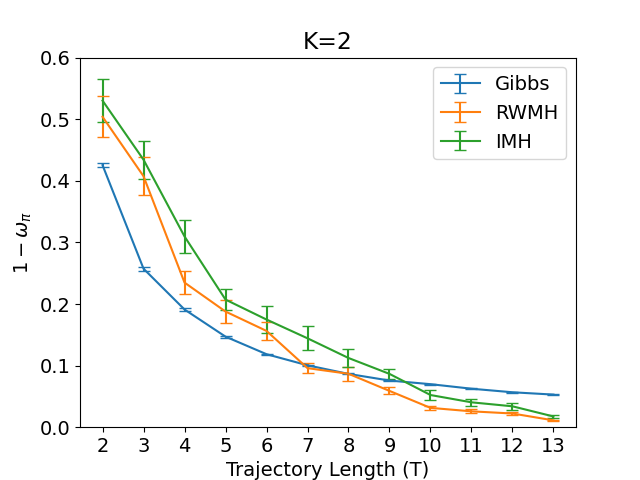 K=2
0.6
0.5
0.4
0.3
0.2
0.1
0.0
1 − ω_π
Gibbs
RWMH
IMH
2 3 4 5 6 7 8 9 10 11 12 13
Trajectory Length (T)